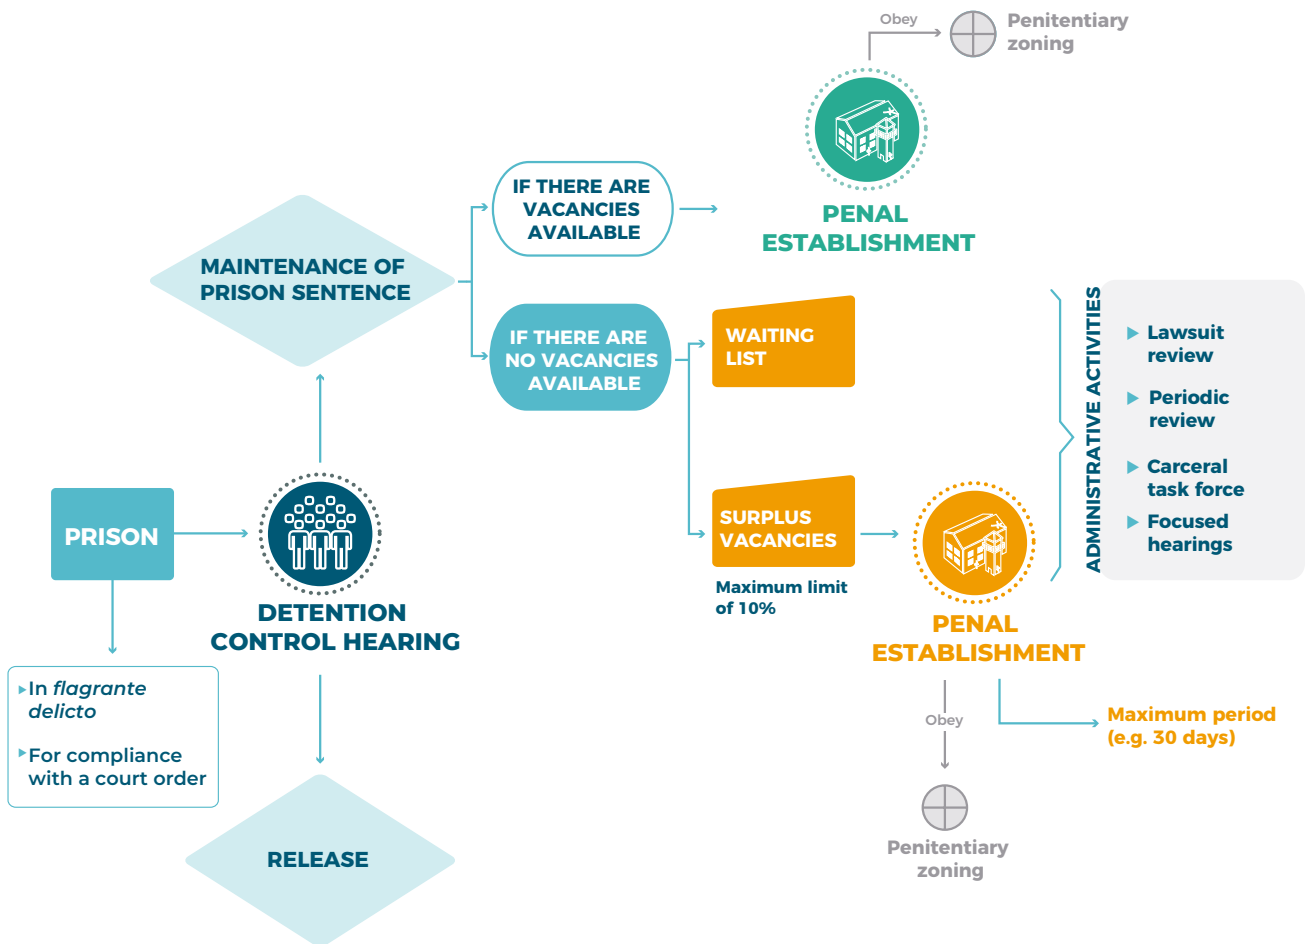 Obey
Penitentiary
zoning
IF THERE ARE
VACANCIES
AVAILABLE
PENAL
ESTABLISHMENT
MAINTENANCE OF
PRISON SENTENCE
IF THERE ARE
NO VACANCIES
AVAILABLE
WAITING
LIST
ADMINISTRATIVE ACTIVITIES
▶ Lawsuit
review
▶ Periodic
review
▶ Carceral
task force
▶ Focused
hearings
PRISON
DETENTION
CONTROL HEARING
SURPLUS
VACANCIES
Maximum limit
of 10%
PENAL
ESTABLISHMENT
▶ In flagrante
delicto
▶ For compliance
with a court order
Obey
Maximum period
(e.g. 30 days)
Penitentiary
zoning
RELEASE